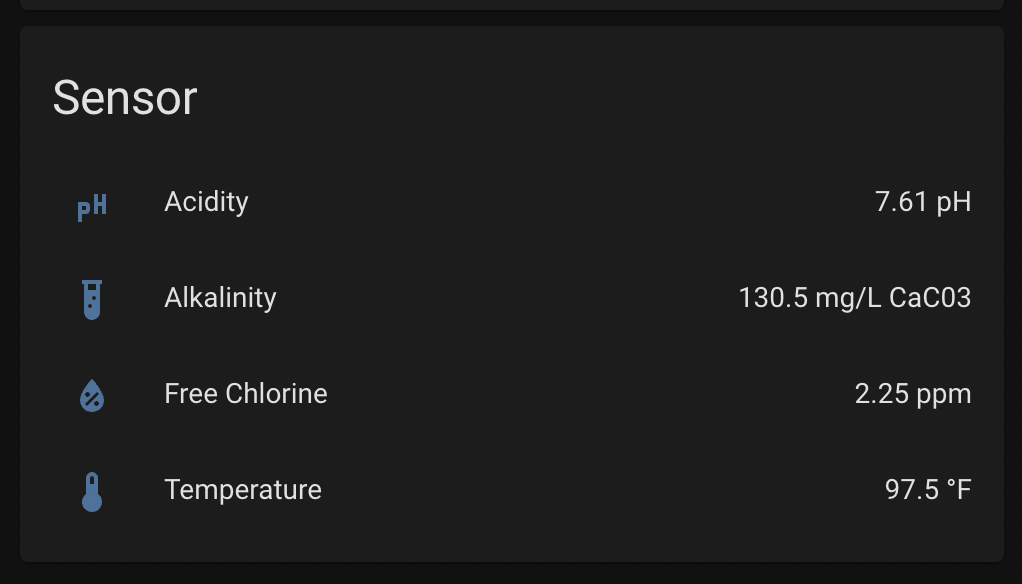 Sensor
pH Acidity 7.61 pH
Alkalinity 130.5 mg/L CaC03
Free Chlorine 2.25 ppm
Temperature 97.5 °F